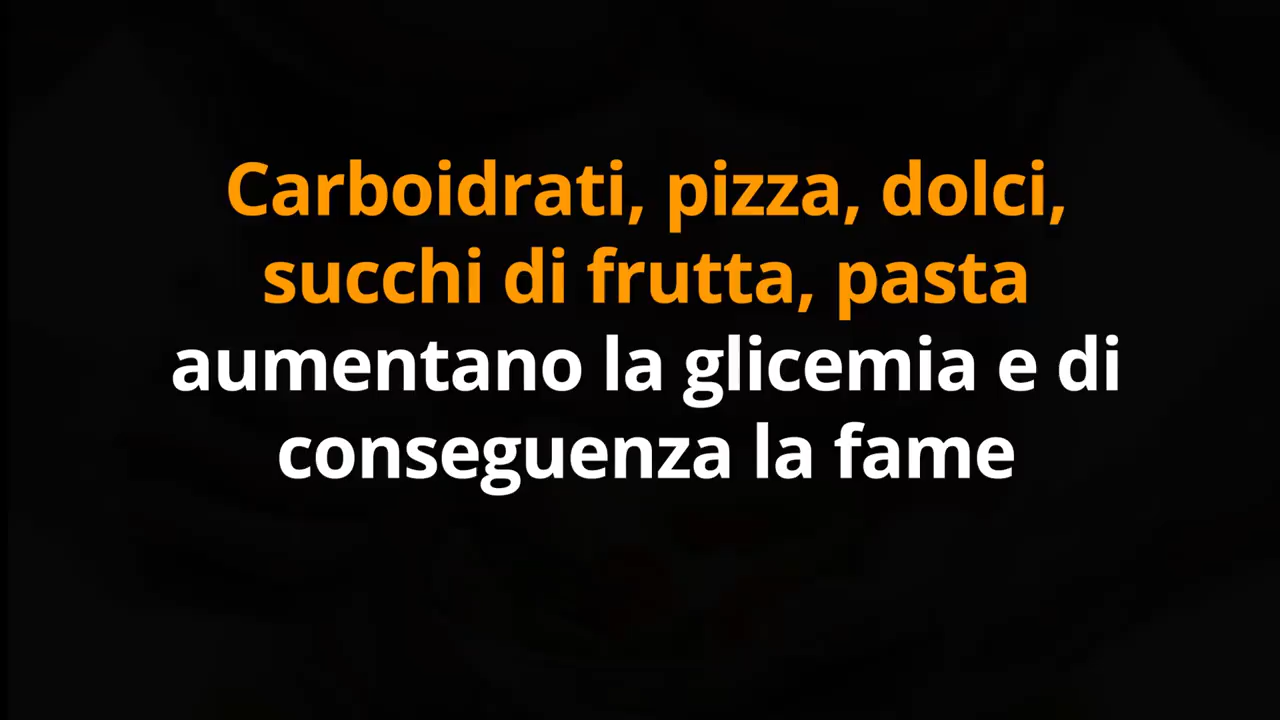 Carboidrati, pizza, dolci,
succhi di frutta, pasta
aumentano la glicemia e di
conseguenza la fame